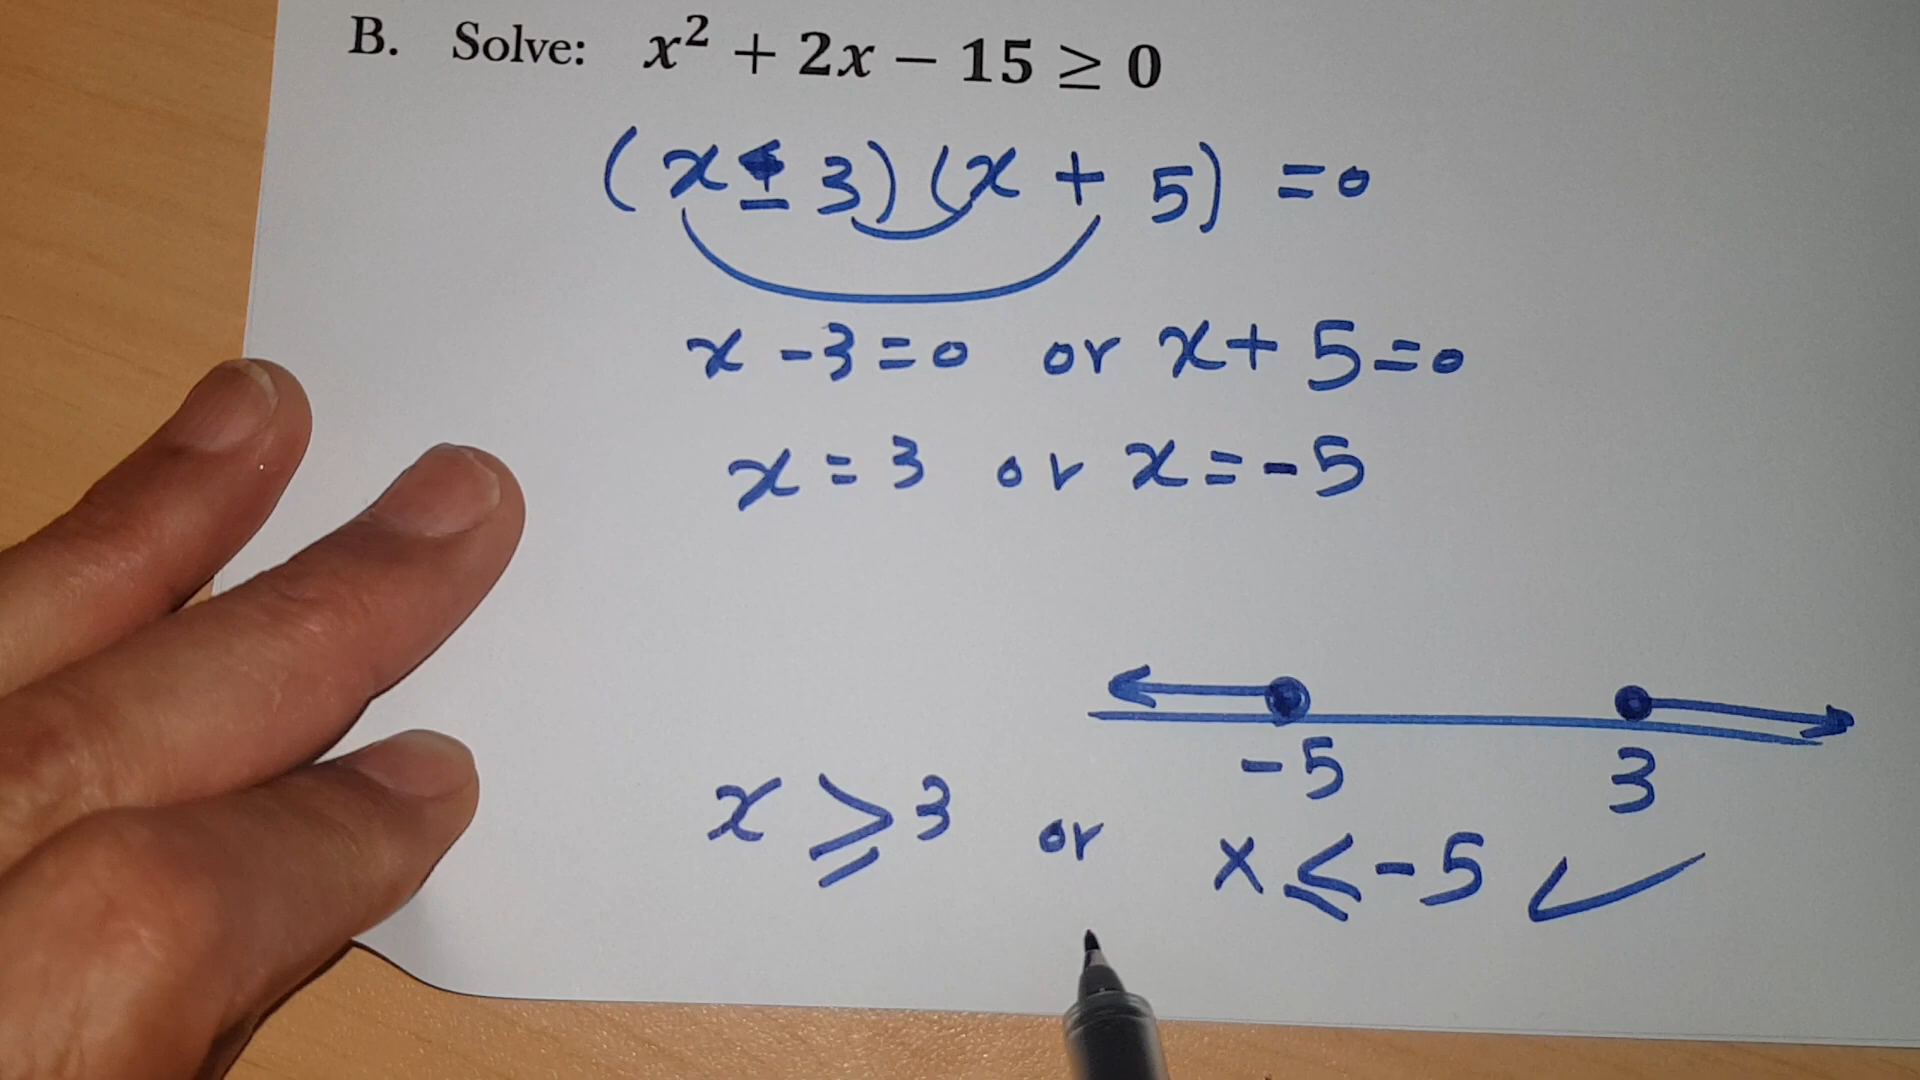 B. Solve: x² + 2x − 15 ≥ 0
(x - 3)(x + 5) = 0
x - 3 = 0 or x + 5 = 0
x = 3 or x = -5
-5 3
x ≥ 3 or x ≤ -5 ✓